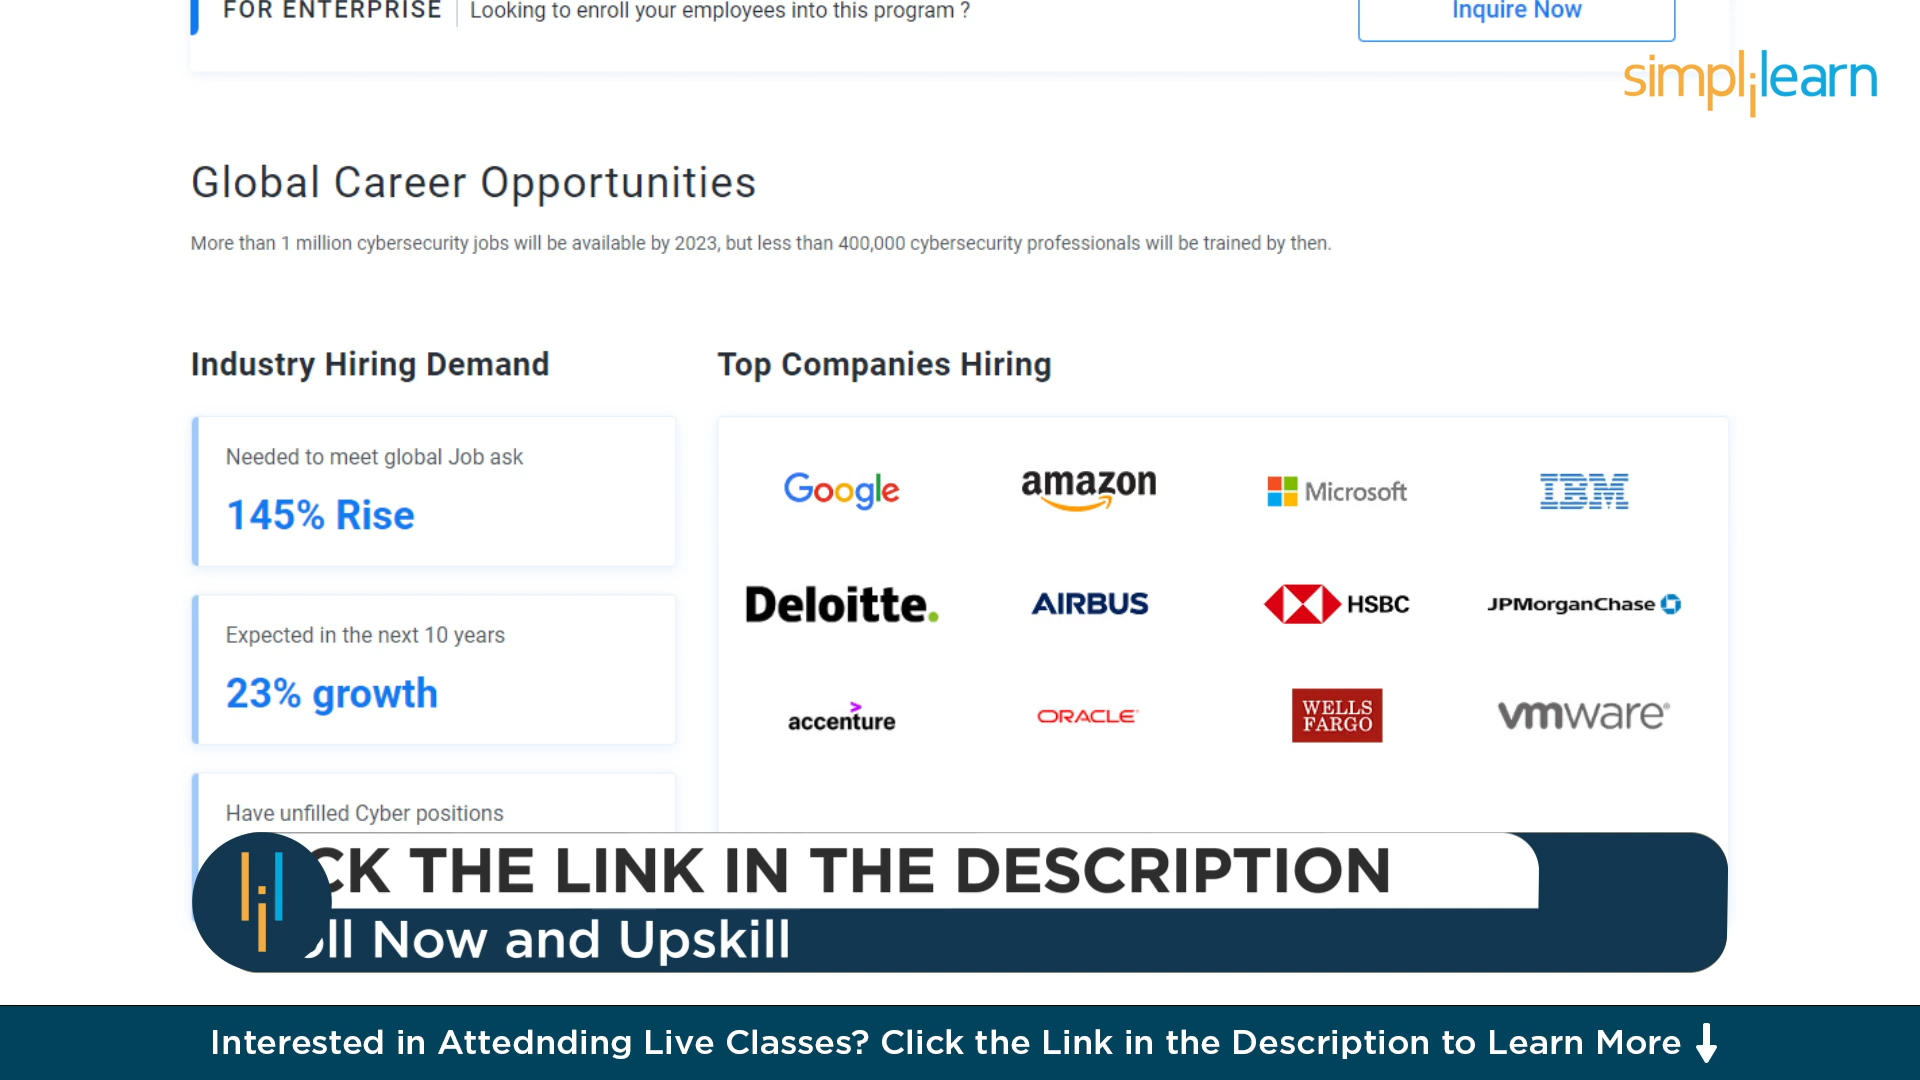 FOR ENTERPRISE
Looking to enroll your employees into this program ?
Inquire Now
simplilearn
Global Career Opportunities
More than 1 million cybersecurity jobs will be available by 2023, but less than 400,000 cybersecurity professionals will be trained by then.
Industry Hiring Demand
Top Companies Hiring
Needed to meet global Job ask
145% Rise
Expected in the next 10 years
23% growth
Have unfilled Cyber positions
Google
amazon
Microsoft
IBM
Deloitte.
AIRBUS
HSBC
JPMorganChase
accenture
ORACLE
WELLS
FARGO
vmware
CK THE LINK IN THE DESCRIPTION
oll Now and Upskill
Interested in Attednding Live Classes? Click the Link in the Description to Learn More